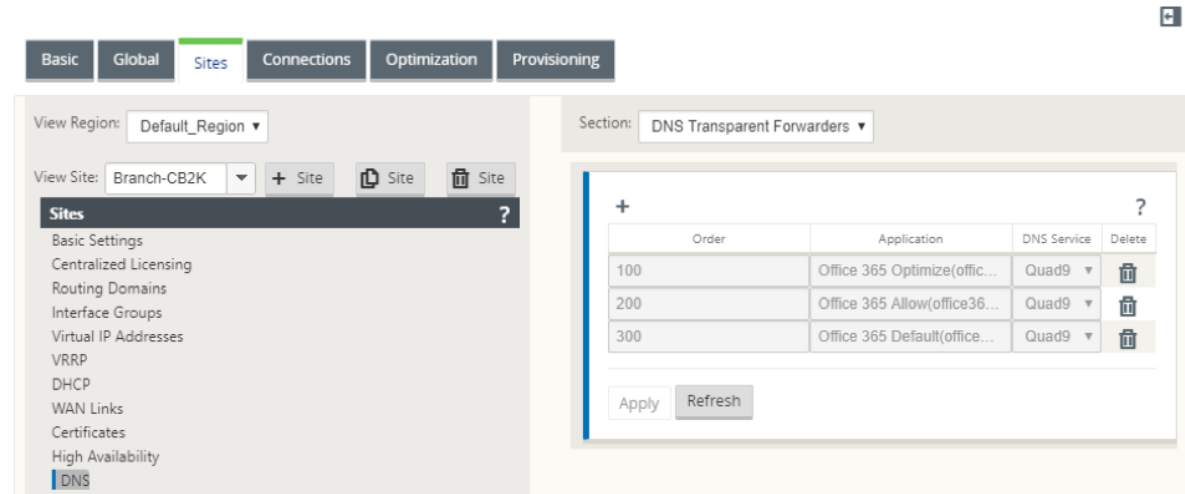 Basic Global Sites Connections Optimization Provisioning
View Region: Default_Region
Section: DNS Transparent Forwarders
View Site: Branch-CB2K + Site Site Site
Sites ?
Basic Settings
Centralized Licensing
Routing Domains
Interface Groups
Virtual IP Addresses
VRRP
DHCP
WAN Links
Certificates
High Availability
DNS
+ ?
Order Application DNS Service Delete
100 Office 365 Optimize(offic... Quad9
200 Office 365 Allow(office36... Quad9
300 Office 365 Default(office... Quad9
Apply Refresh